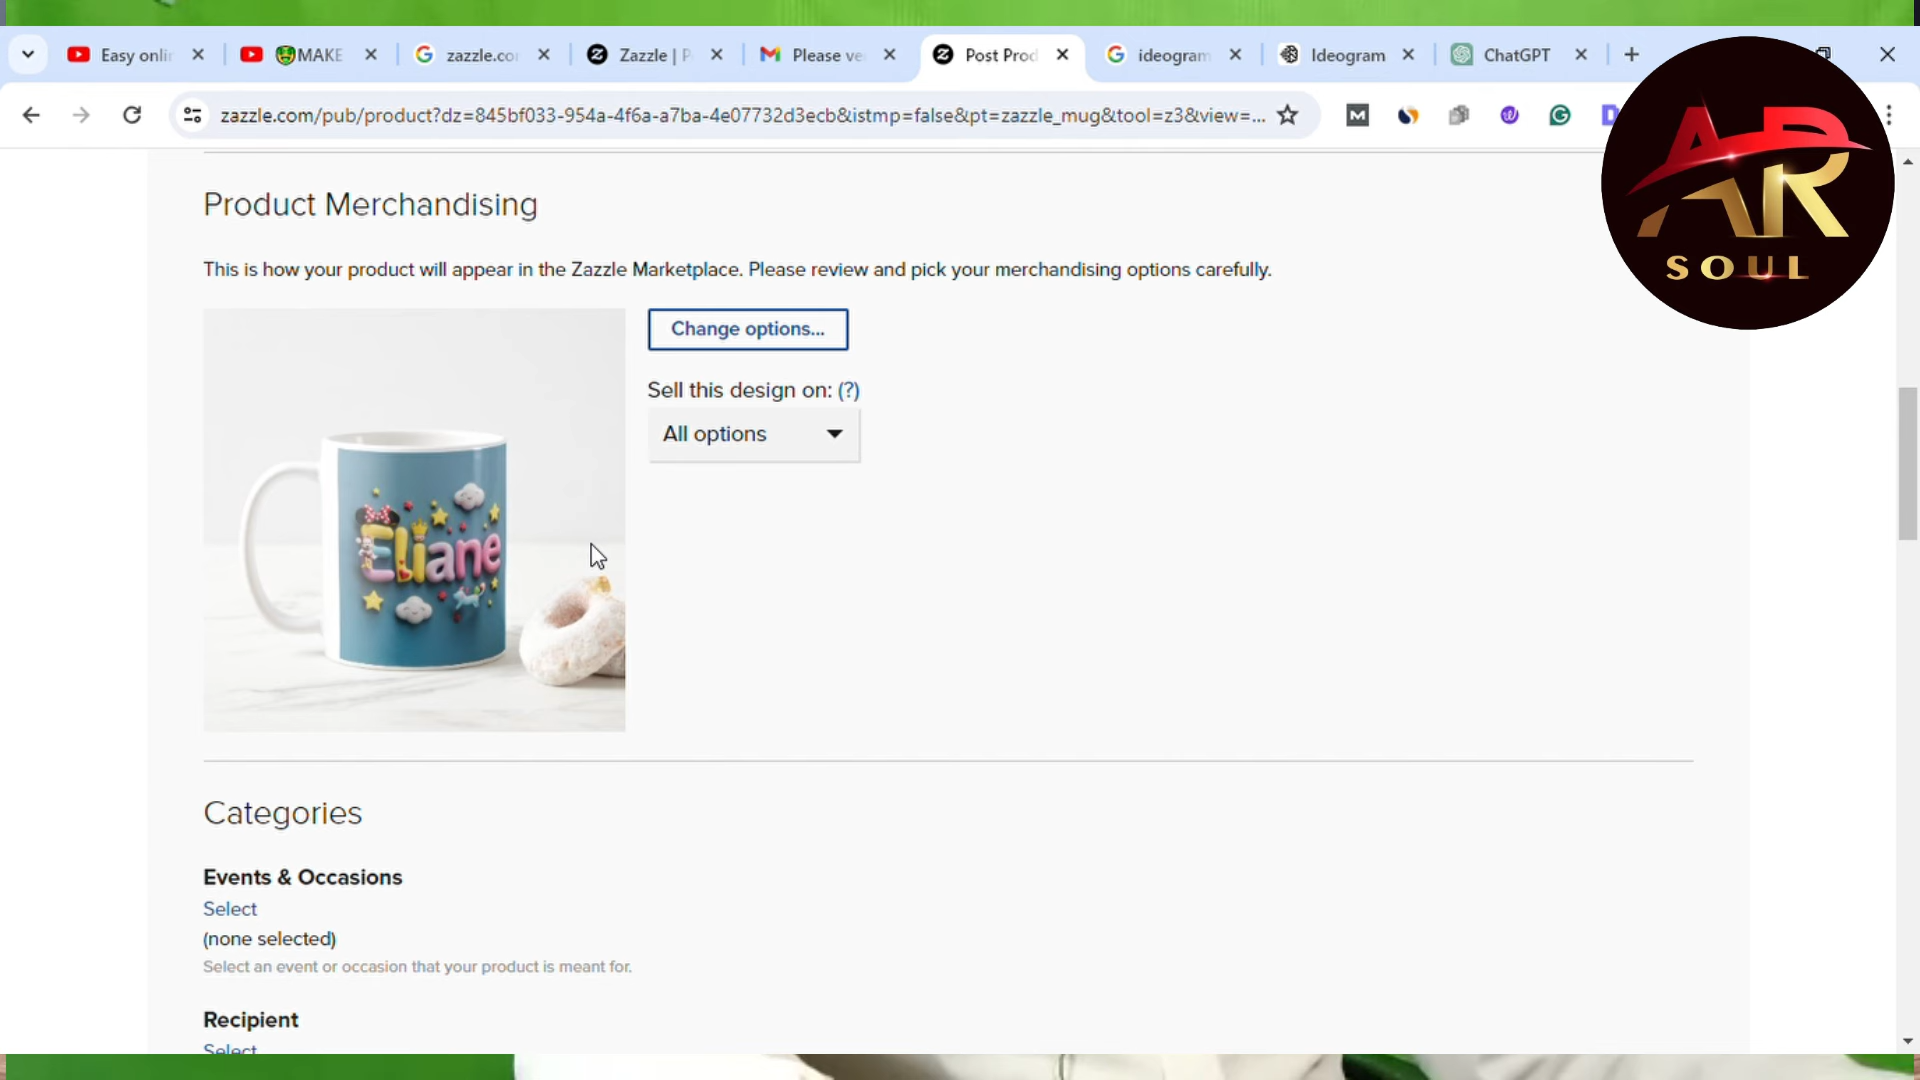 Easy onlin
MAKE
zazzle.co
Zazzle | P
Please ve
Post Prod
ideogram
Ideogram
ChatGPT
zazzle.com/pub/product?dz=845bf033-954a-4f6a-a7ba-4e07732d3ecb&istmp=false&pt=zazzle_mug&tool=z3&view=...
AR
SOUL
Product Merchandising
This is how your product will appear in the Zazzle Marketplace. Please review and pick your merchandising options carefully.
Change options...
Sell this design on: (?)
All options
Eliane
Categories
Events & Occasions
Select
(none selected)
Select an event or occasion that your product is meant for.
Recipient
Select